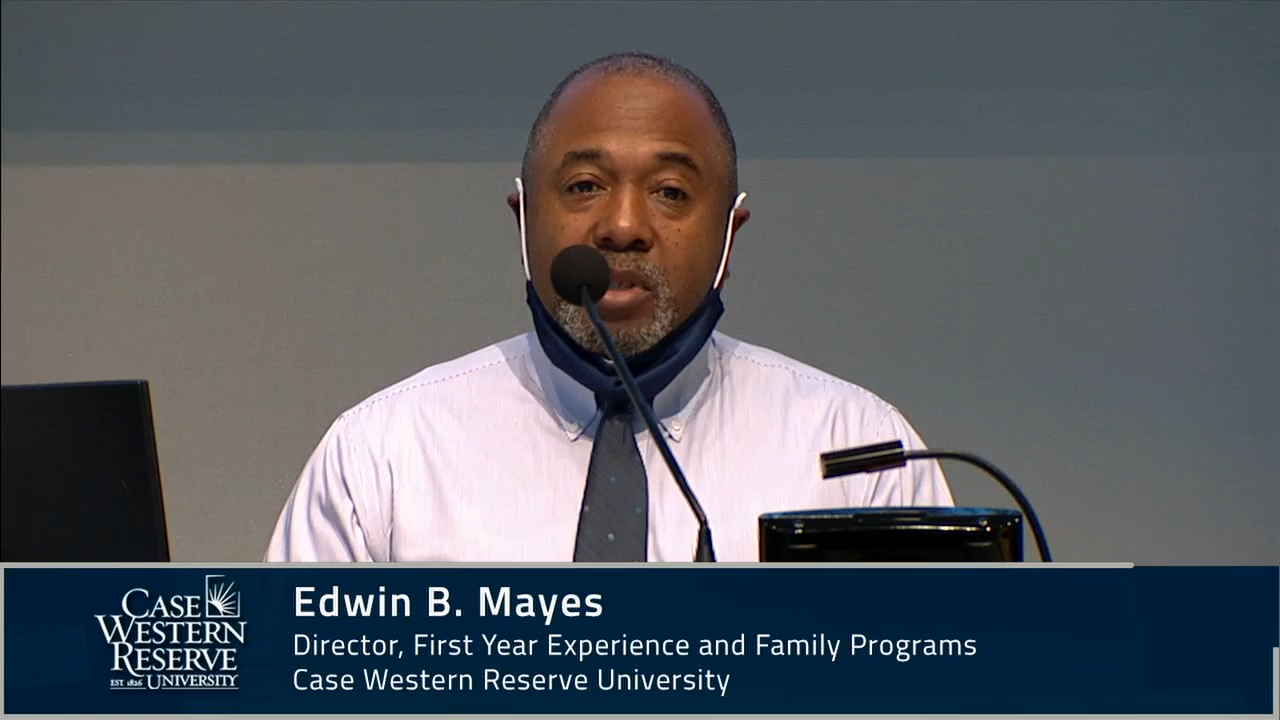 CASE
WESTERN
RESERVE
EST. 1826 UNIVERSITY
Edwin B. Mayes
Director, First Year Experience and Family Programs
Case Western Reserve University